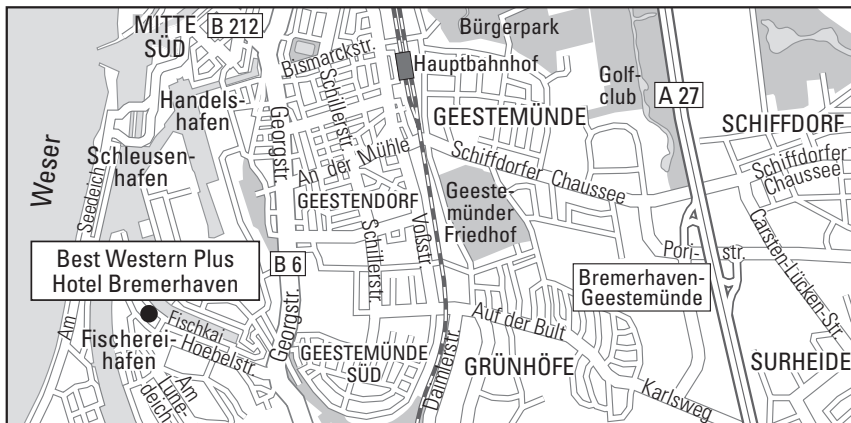 MITTE
SÜD
B 212
Bürgerpark
Bismarckstr.
Hauptbahnhof
Golf-
club
A 27
Handels-
hafen
Schillerstr.
GEESTEMÜNDE
SCHIFFDORF
Weser
Georgstr.
An der Mühle
Schiffdorfer Chaussee
Schiffdorfer
Chaussee
Schleusen-
hafen
Am Seedeich
GEESTENDORF
Geeste-
münder
Friedhof
Voßstr.
Schillerstr.
Carsten-Lücken-Str.
Best Western Plus
Hotel Bremerhaven
B 6
Poristr.
Bremerhaven-
Geestemünde
Georgstr.
Fischkai
Auf der Bult
Fischerei-
hafen
Hoebelstr.
GEESTEMÜNDE
SÜD
Daimlerstr.
GRÜNHÖFE
SURHEIDE
Am
Lune-
deich
Karlsweg